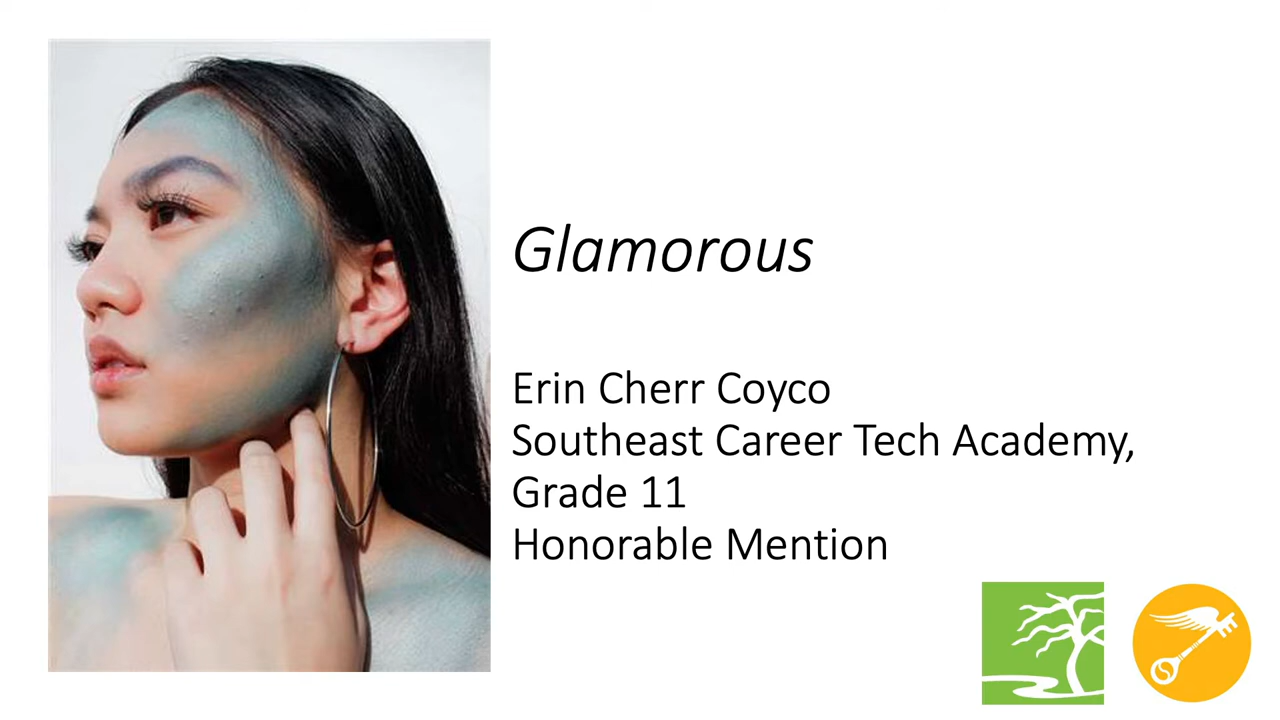 Glamorous
Erin Cherr Coyco
Southeast Career Tech Academy,
Grade 11
Honorable Mention